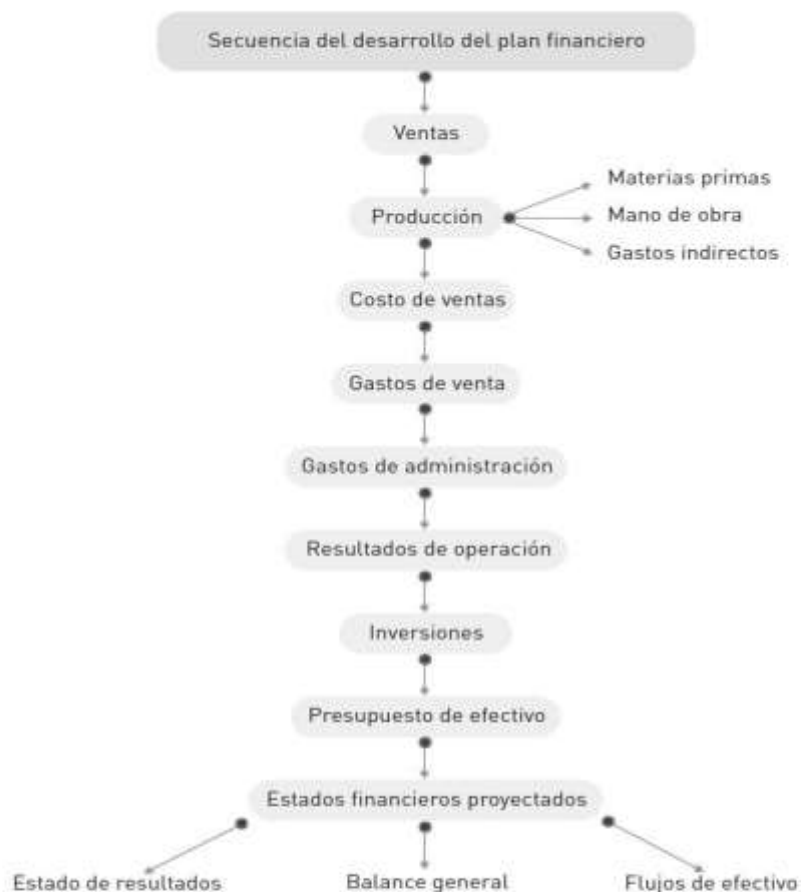 Secuencia del desarrollo del plan financiero
Ventas
Producción
Materias primas
Mano de obra
Gastos indirectos
Costo de ventas
Gastos de venta
Gastos de administración
Resultados de operación
Inversiones
Presupuesto de efectivo
Estados financieros proyectados
Estado de resultados
Balance general
Flujos de efectivo